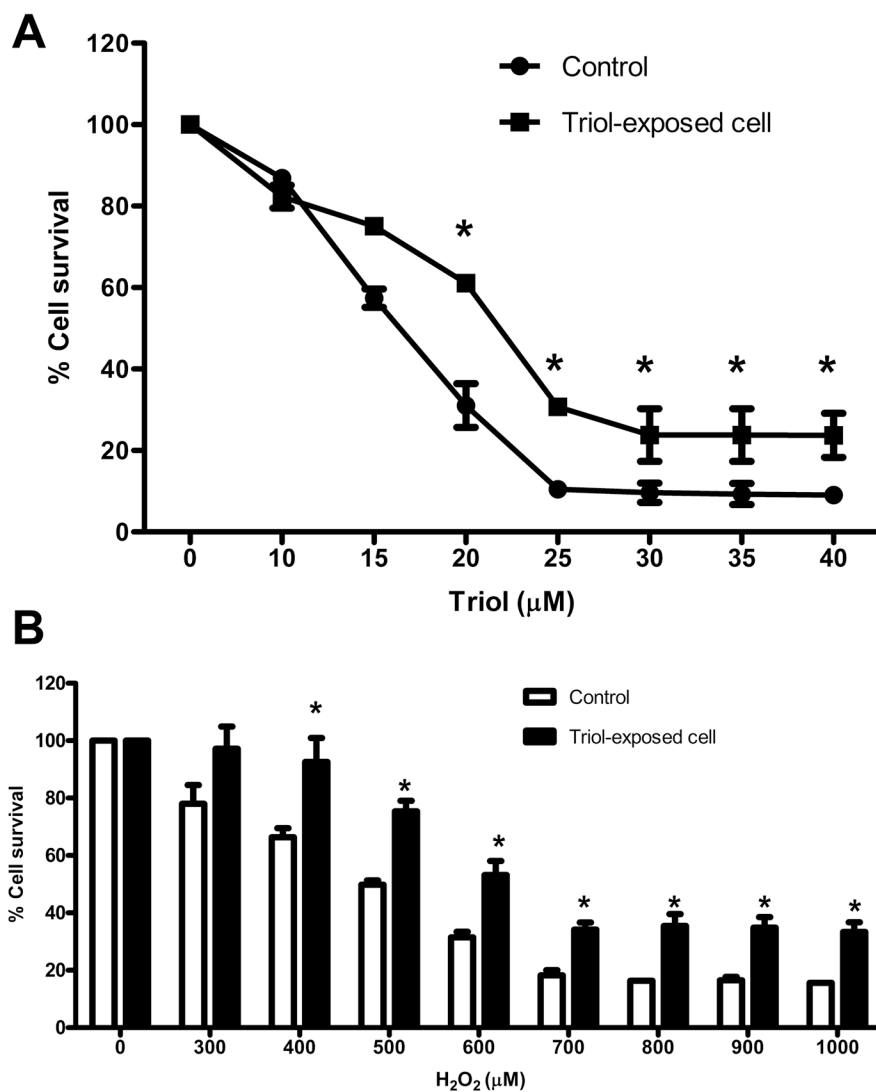 A
120
100
80
60
40
20
0
% Cell survival
Control
Triol-exposed cell
*
* * * *
0 10 15 20 25 30 35 40
Triol (μM)
B
120
100
80
60
40
20
0
% Cell survival
Control
Triol-exposed cell
*
*
*
* * * *
0 300 400 500 600 700 800 900 1000
H₂O₂ (μM)